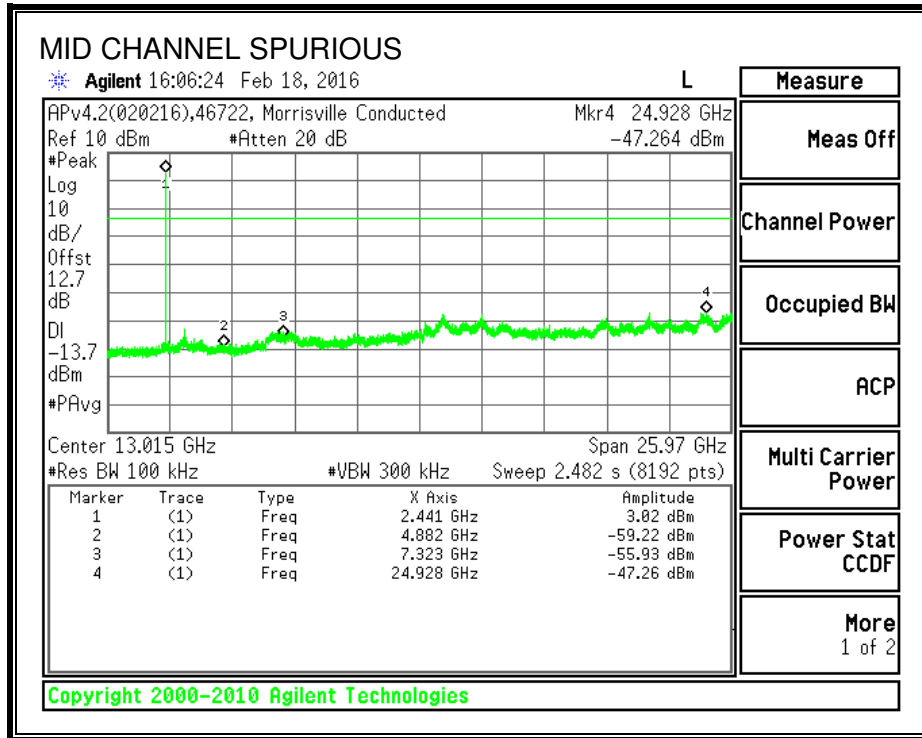 MID CHANNEL SPURIOUS
Agilent 16:06:24 Feb 18, 2016 L
Measure
APv4.2(020216),46722, Morrisville Conducted Mkr4 24.928 GHz
Ref 10 dBm #Atten 20 dB -47.264 dBm
Meas Off
#Peak
Log
10
dB/
Offst
12.7
dB
DI
-13.7
dBm
#PAvg
1
2
3
4
Channel Power
Occupied BW
ACP
Center 13.015 GHz Span 25.97 GHz
#Res BW 100 kHz #VBW 300 kHz Sweep 2.482 s (8192 pts)
Multi Carrier
Power
Marker Trace Type X Axis Amplitude
1 (1) Freq 2.441 GHz 3.02 dBm
2 (1) Freq 4.882 GHz -59.22 dBm
3 (1) Freq 7.323 GHz -55.93 dBm
4 (1) Freq 24.928 GHz -47.26 dBm
Power Stat
CCDF
More
1 of 2
Copyright 2000-2010 Agilent Technologies